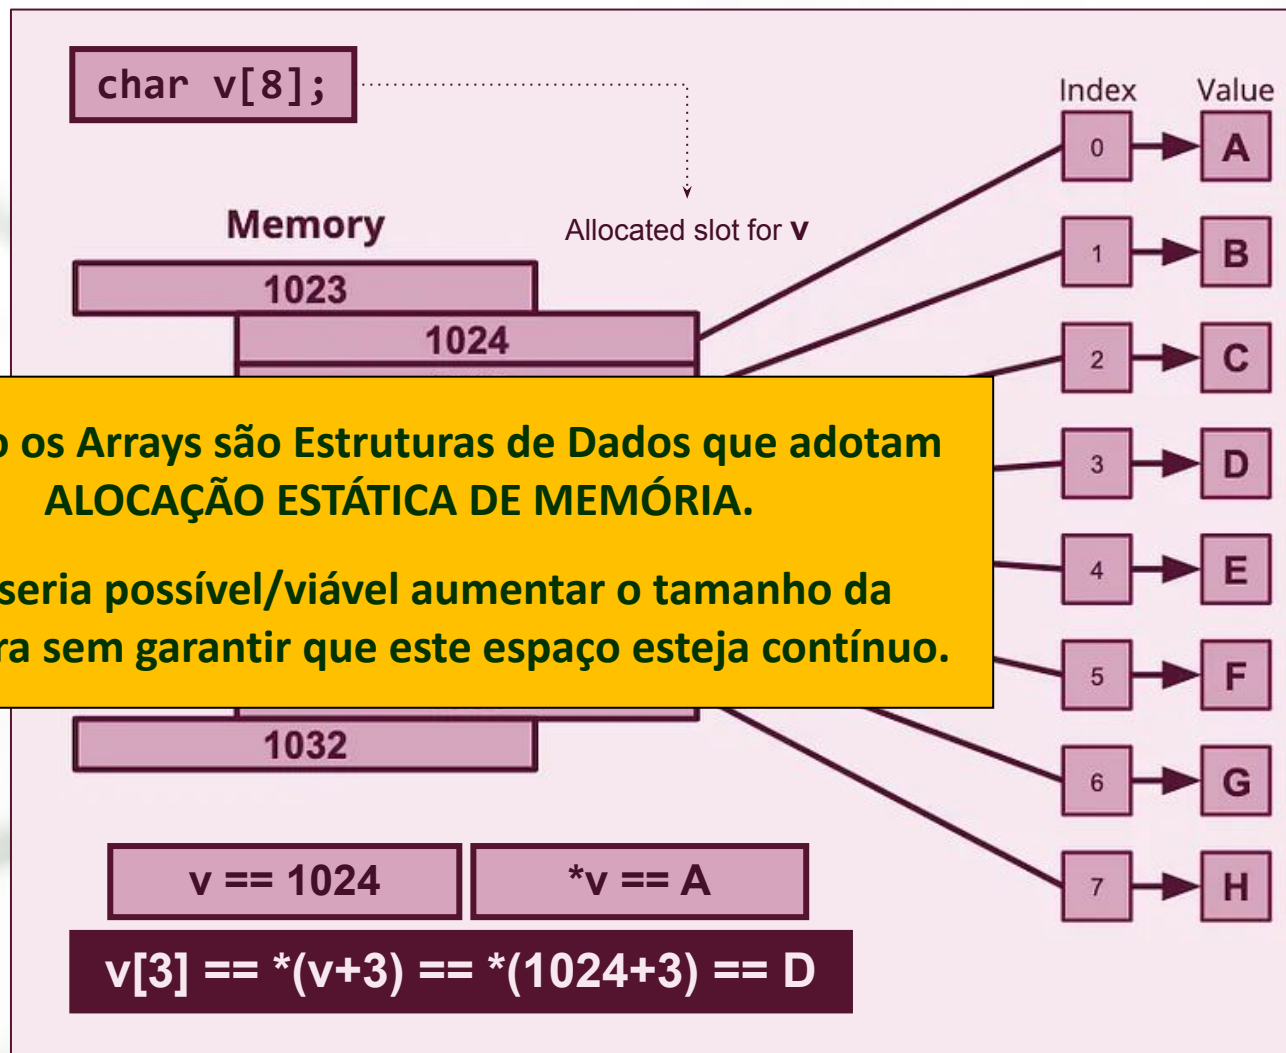 char v[8];
Index Value
0 A
Memory
Allocated slot for v
1 B
1023
1024
2 C
os Arrays são Estruturas de Dados que adotam
ALOCAÇÃO ESTÁTICA DE MEMÓRIA.
3 D
seria possível/viável aumentar o tamanho da
sem garantir que este espaço esteja contínuo.
4 E
5 F
1032
6 G
v == 1024
*v == A
7 H
v[3] == *(v+3) == *(1024+3) == D